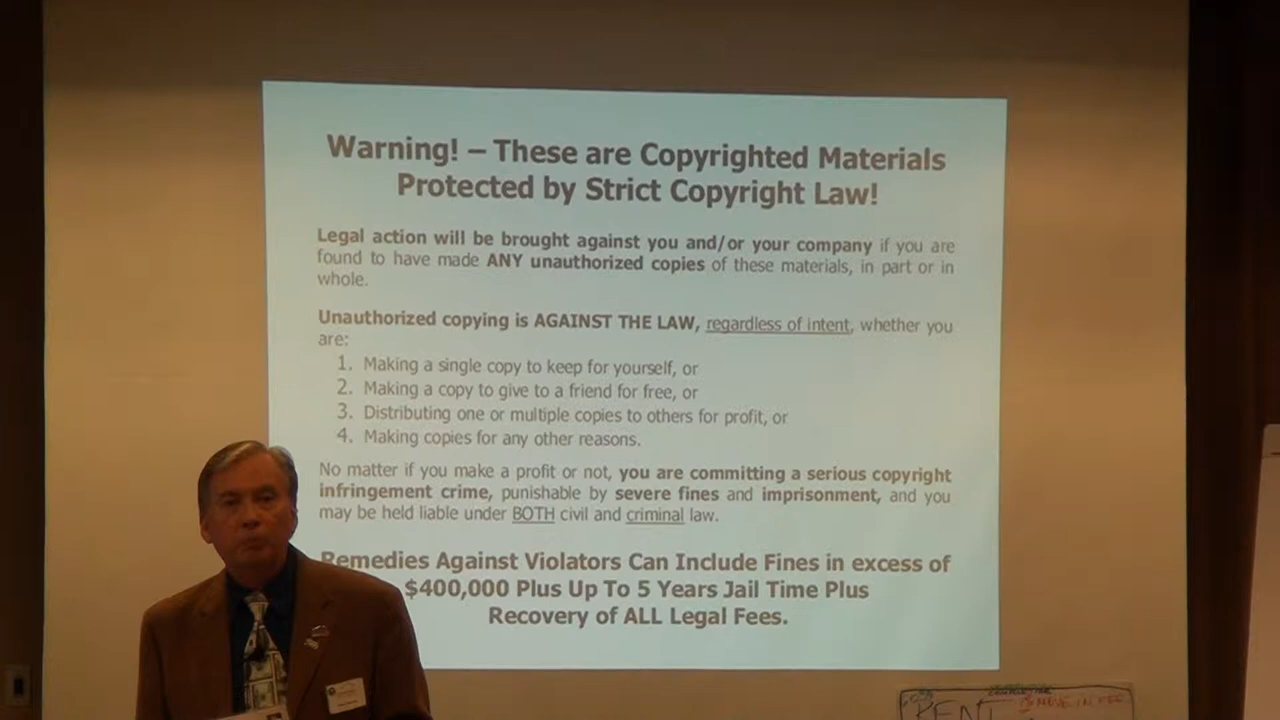 Warning! – These are Copyrighted Materials
Protected by Strict Copyright Law!
Legal action will be brought against you and/or your company if you are
found to have made ANY unauthorized copies of these materials, in part or in
whole.
Unauthorized copying is AGAINST THE LAW, regardless of intent, whether you
are:
1. Making a single copy to keep for yourself, or
2. Making a copy to give to a friend for free, or
3. Distributing one or multiple copies to others for profit, or
4. Making copies for any other reasons.
No matter if you make a profit or not, you are committing a serious copyright
infringement crime, punishable by severe fines and imprisonment, and you
may be held liable under BOTH civil and criminal law.
Remedies Against Violators Can Include Fines in excess of
$400,000 Plus Up To 5 Years Jail Time Plus
Recovery of ALL Legal Fees.
MOVE IN FEE